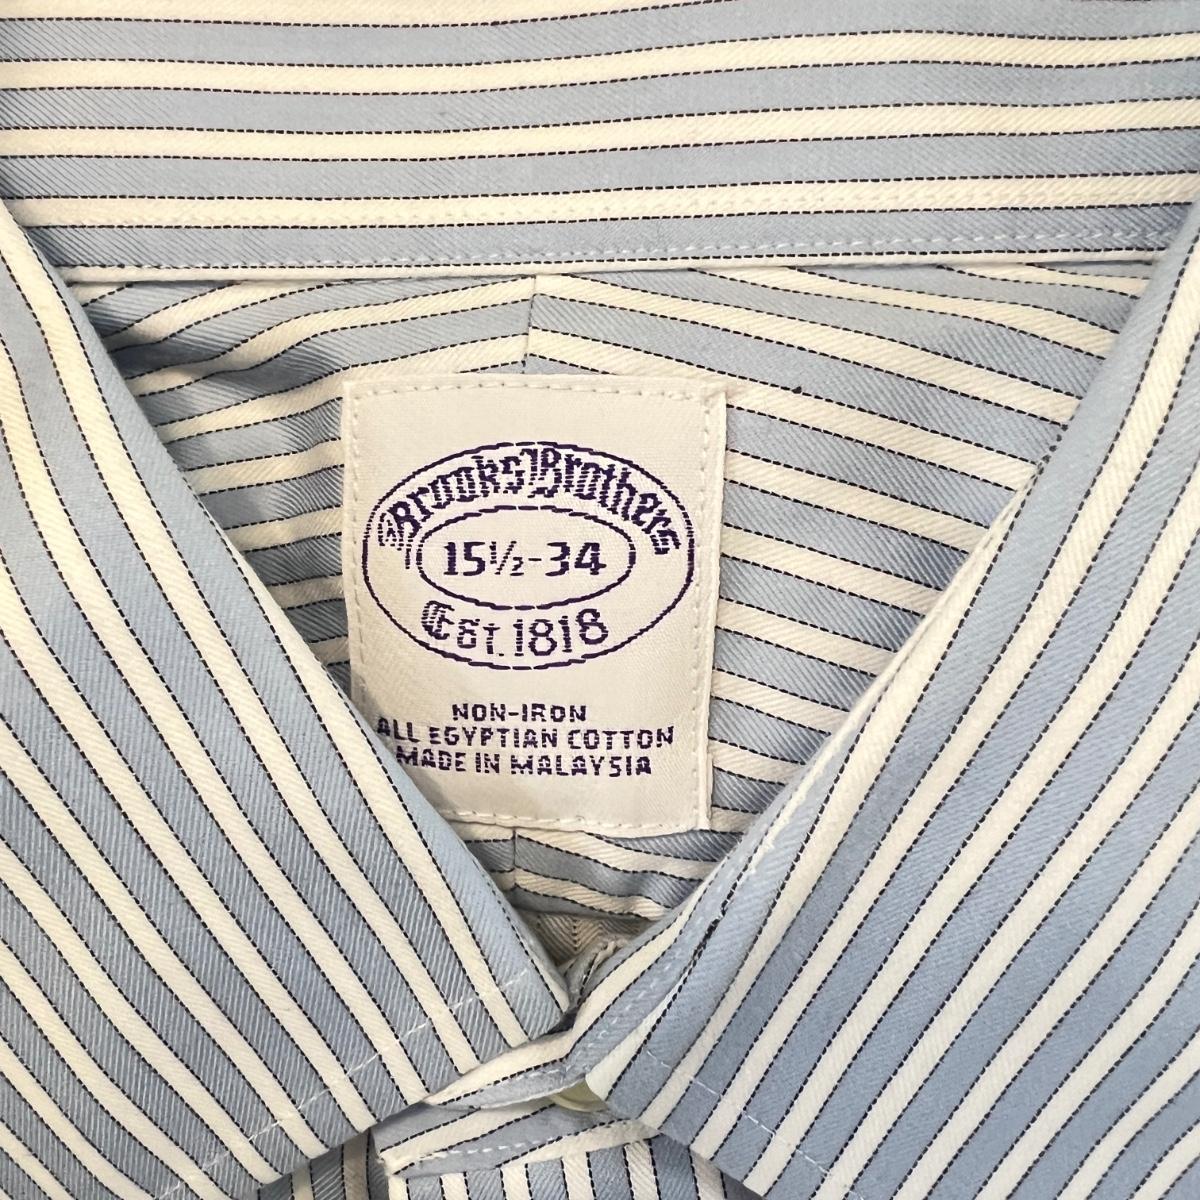 Brooks Brothers
15½-34
Est. 1818
NON-IRON
ALL EGYPTIAN COTTON
MADE IN MALAYSIA